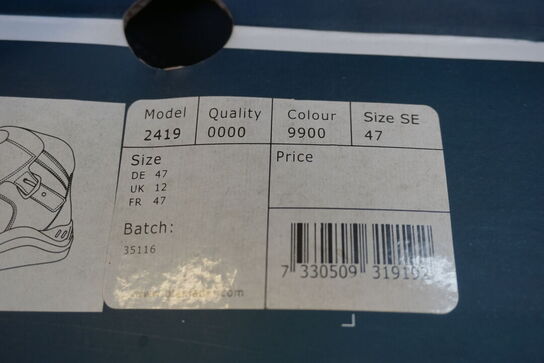 Model Quality Colour Size SE
2419 0000 9900 47
Size Price
DE 47
UK 12
FR 47
Batch:
35116
7 330509 319192